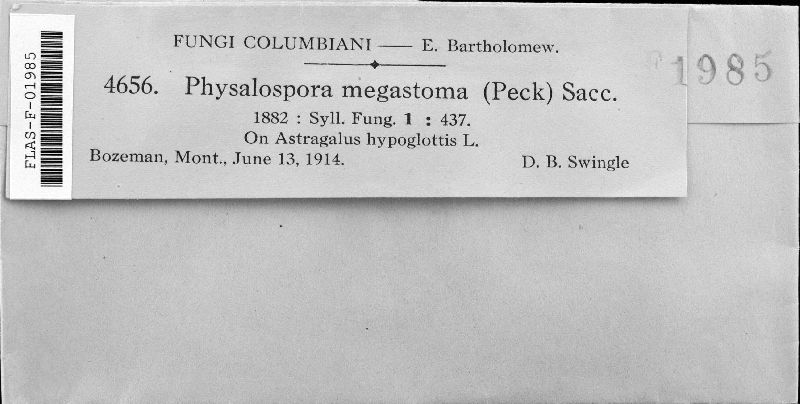 FUNGI COLUMBIANI — E. Bartholomew.
4656. Physalospora megastoma (Peck) Sacc.
1882 : Syll. Fung. 1 : 437.
On Astragalus hypoglottis L.
Bozeman, Mont., June 13, 1914. D. B. Swingle
FLAS-F-01985
F1985